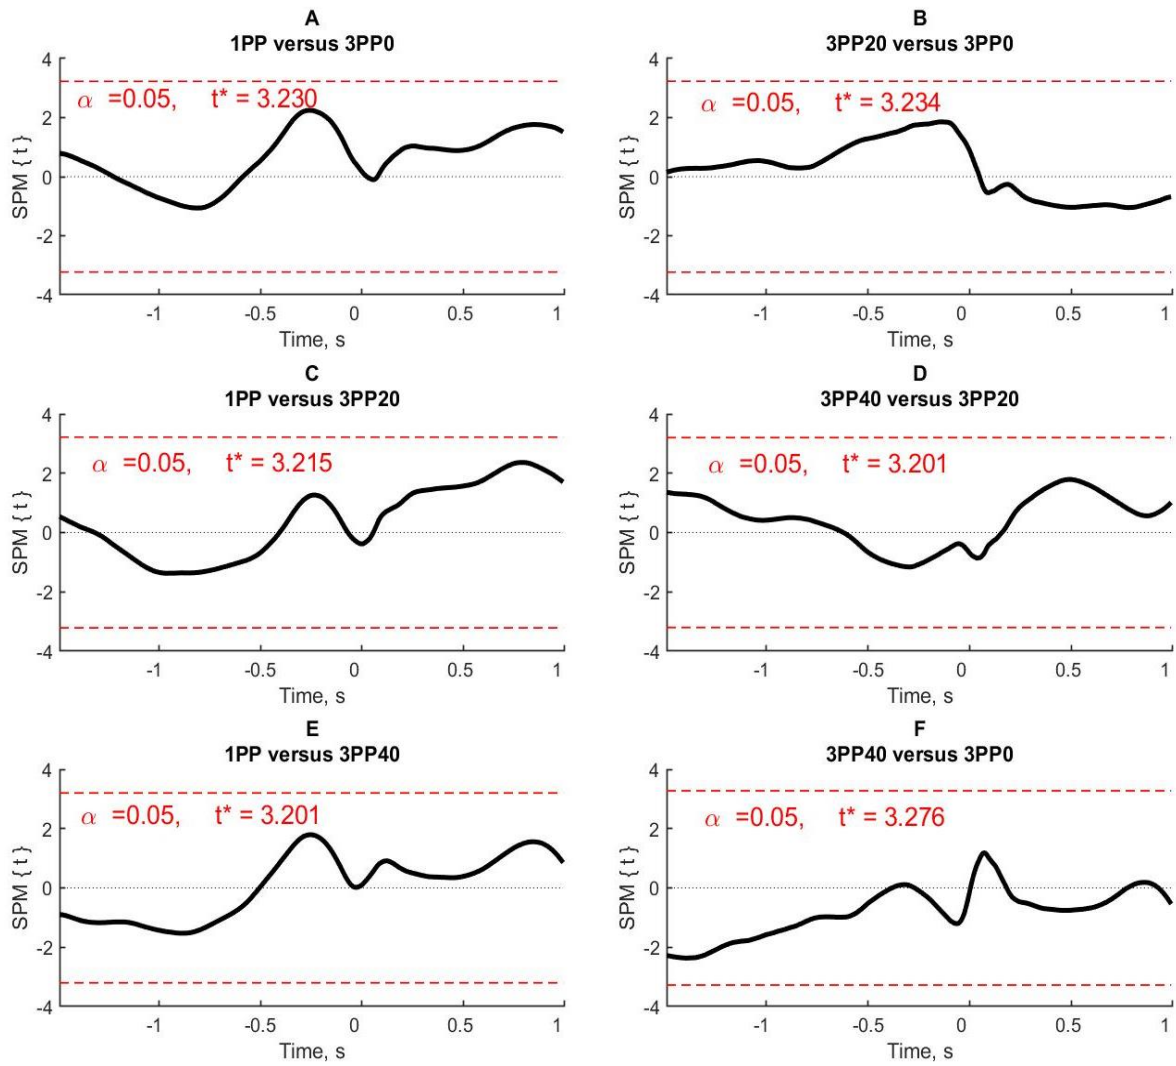 A
1PP versus 3PP0
4
2
0
-2
-4
SPM { t }
α =0.05, t* = 3.230
-1 -0.5 0 0.5 1
Time, s
B
3PP20 versus 3PP0
4
2
0
-2
-4
SPM { t }
α =0.05, t* = 3.234
-1 -0.5 0 0.5 1
Time, s
C
1PP versus 3PP20
4
2
0
-2
-4
SPM { t }
α =0.05, t* = 3.215
-1 -0.5 0 0.5 1
Time, s
D
3PP40 versus 3PP20
4
2
0
-2
-4
SPM { t }
α =0.05, t* = 3.201
-1 -0.5 0 0.5 1
Time, s
E
1PP versus 3PP40
4
2
0
-2
-4
SPM { t }
α =0.05, t* = 3.201
-1 -0.5 0 0.5 1
Time, s
F
3PP40 versus 3PP0
4
2
0
-2
-4
SPM { t }
α =0.05, t* = 3.276
-1 -0.5 0 0.5 1
Time, s